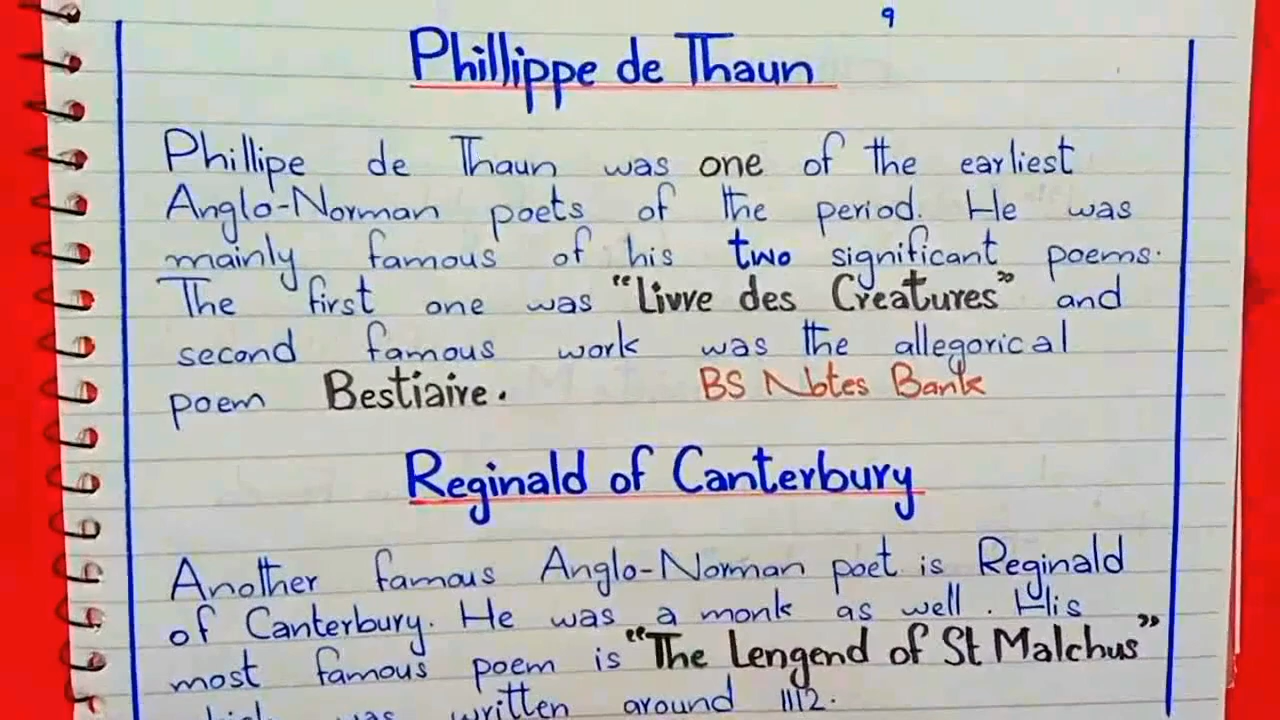 9
Phillippe de Thaun
Phillipe de Thaun was one of the earliest
Anglo-Norman poets of the period. He was
mainly famous of his two significant poems.
The first one was "Livre des Creatures" and
second famous work was the allegorical
poem Bestiaire. BS Notes Bank
Reginald of Canterbury
Another famous Anglo-Norman poet is Reginald
of Canterbury. He was a monk as well. His
most famous poem is "The Lengend of St Malchus"
which was written around 1112.